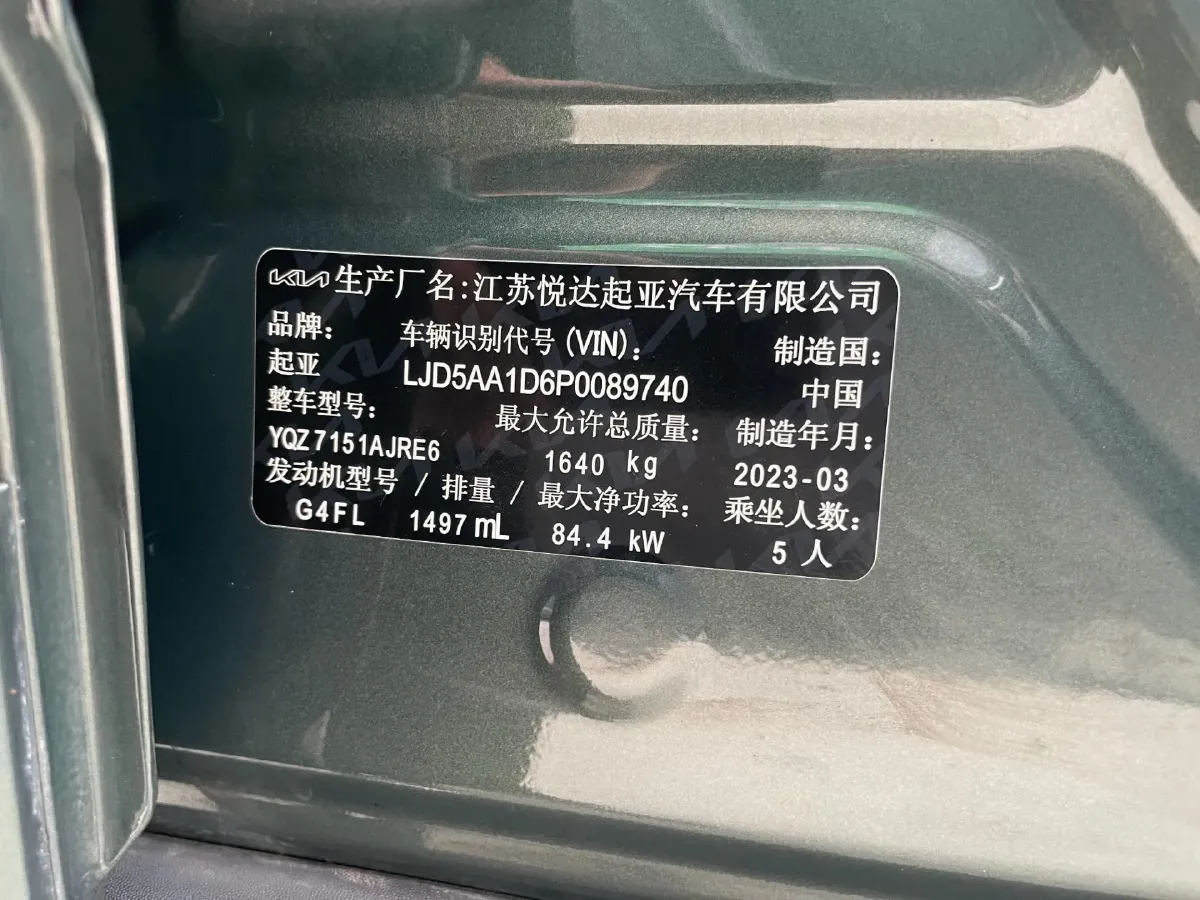 KIA 生产厂名:江苏悦达起亚汽车有限公司
品牌: 车辆识别代号(VIN): 制造国:
起亚 LJD5AA1D6P0089740 中国
整车型号: 最大允许总质量: 制造年月:
YQZ7151AJRE6 1640 kg 2023-03
发动机型号 / 排量 / 最大净功率: 乘坐人数:
G4FL 1497 mL 84.4 kW 5 人